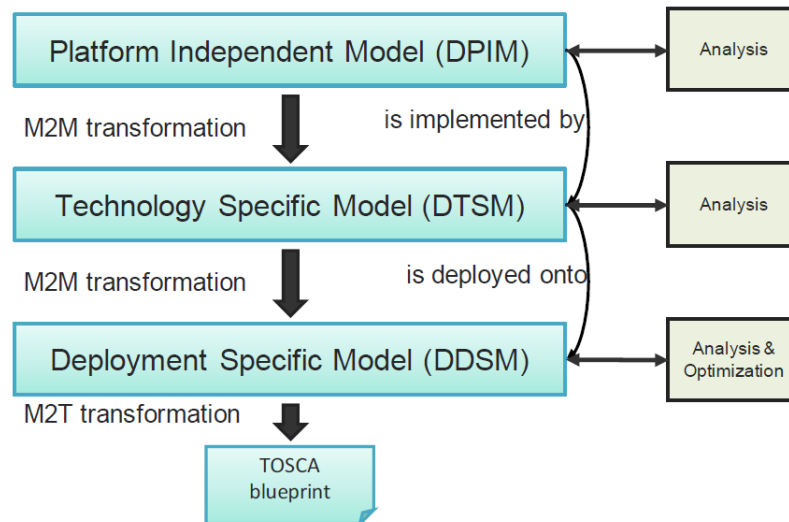 Platform Independent Model (DPIM)
Analysis
M2M transformation
is implemented by
Technology Specific Model (DTSM)
Analysis
M2M transformation
is deployed onto
Deployment Specific Model (DDSM)
Analysis &
Optimization
M2T transformation
TOSCA
blueprint